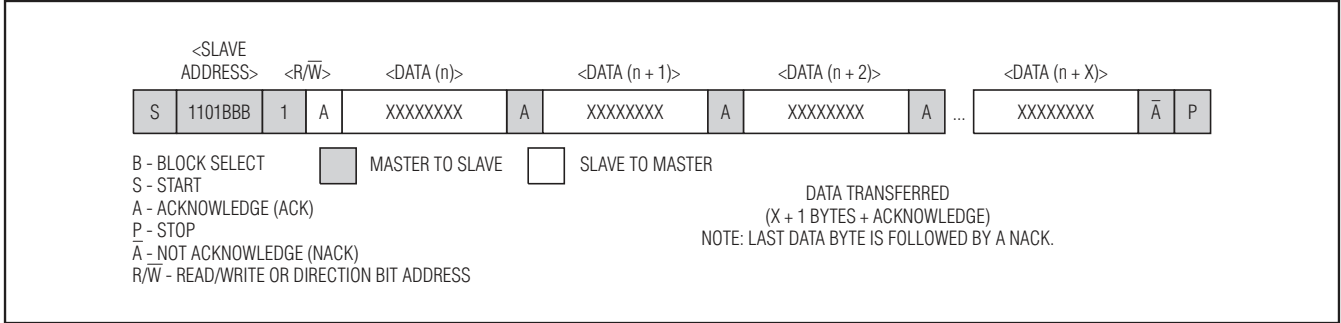 <SLAVE
ADDRESS> <R/W̅> <DATA (n)> <DATA (n + 1)> <DATA (n + 2)> <DATA (n + X)>
S 1101BBB 1 A XXXXXXXX A XXXXXXXX A XXXXXXXX A ... XXXXXXXX A̅ P
B - BLOCK SELECT
S - START
A - ACKNOWLEDGE (ACK)
P - STOP
A̅ - NOT ACKNOWLEDGE (NACK)
R/W̅ - READ/WRITE OR DIRECTION BIT ADDRESS
MASTER TO SLAVE
SLAVE TO MASTER
DATA TRANSFERRED
(X + 1 BYTES + ACKNOWLEDGE)
NOTE: LAST DATA BYTE IS FOLLOWED BY A NACK.